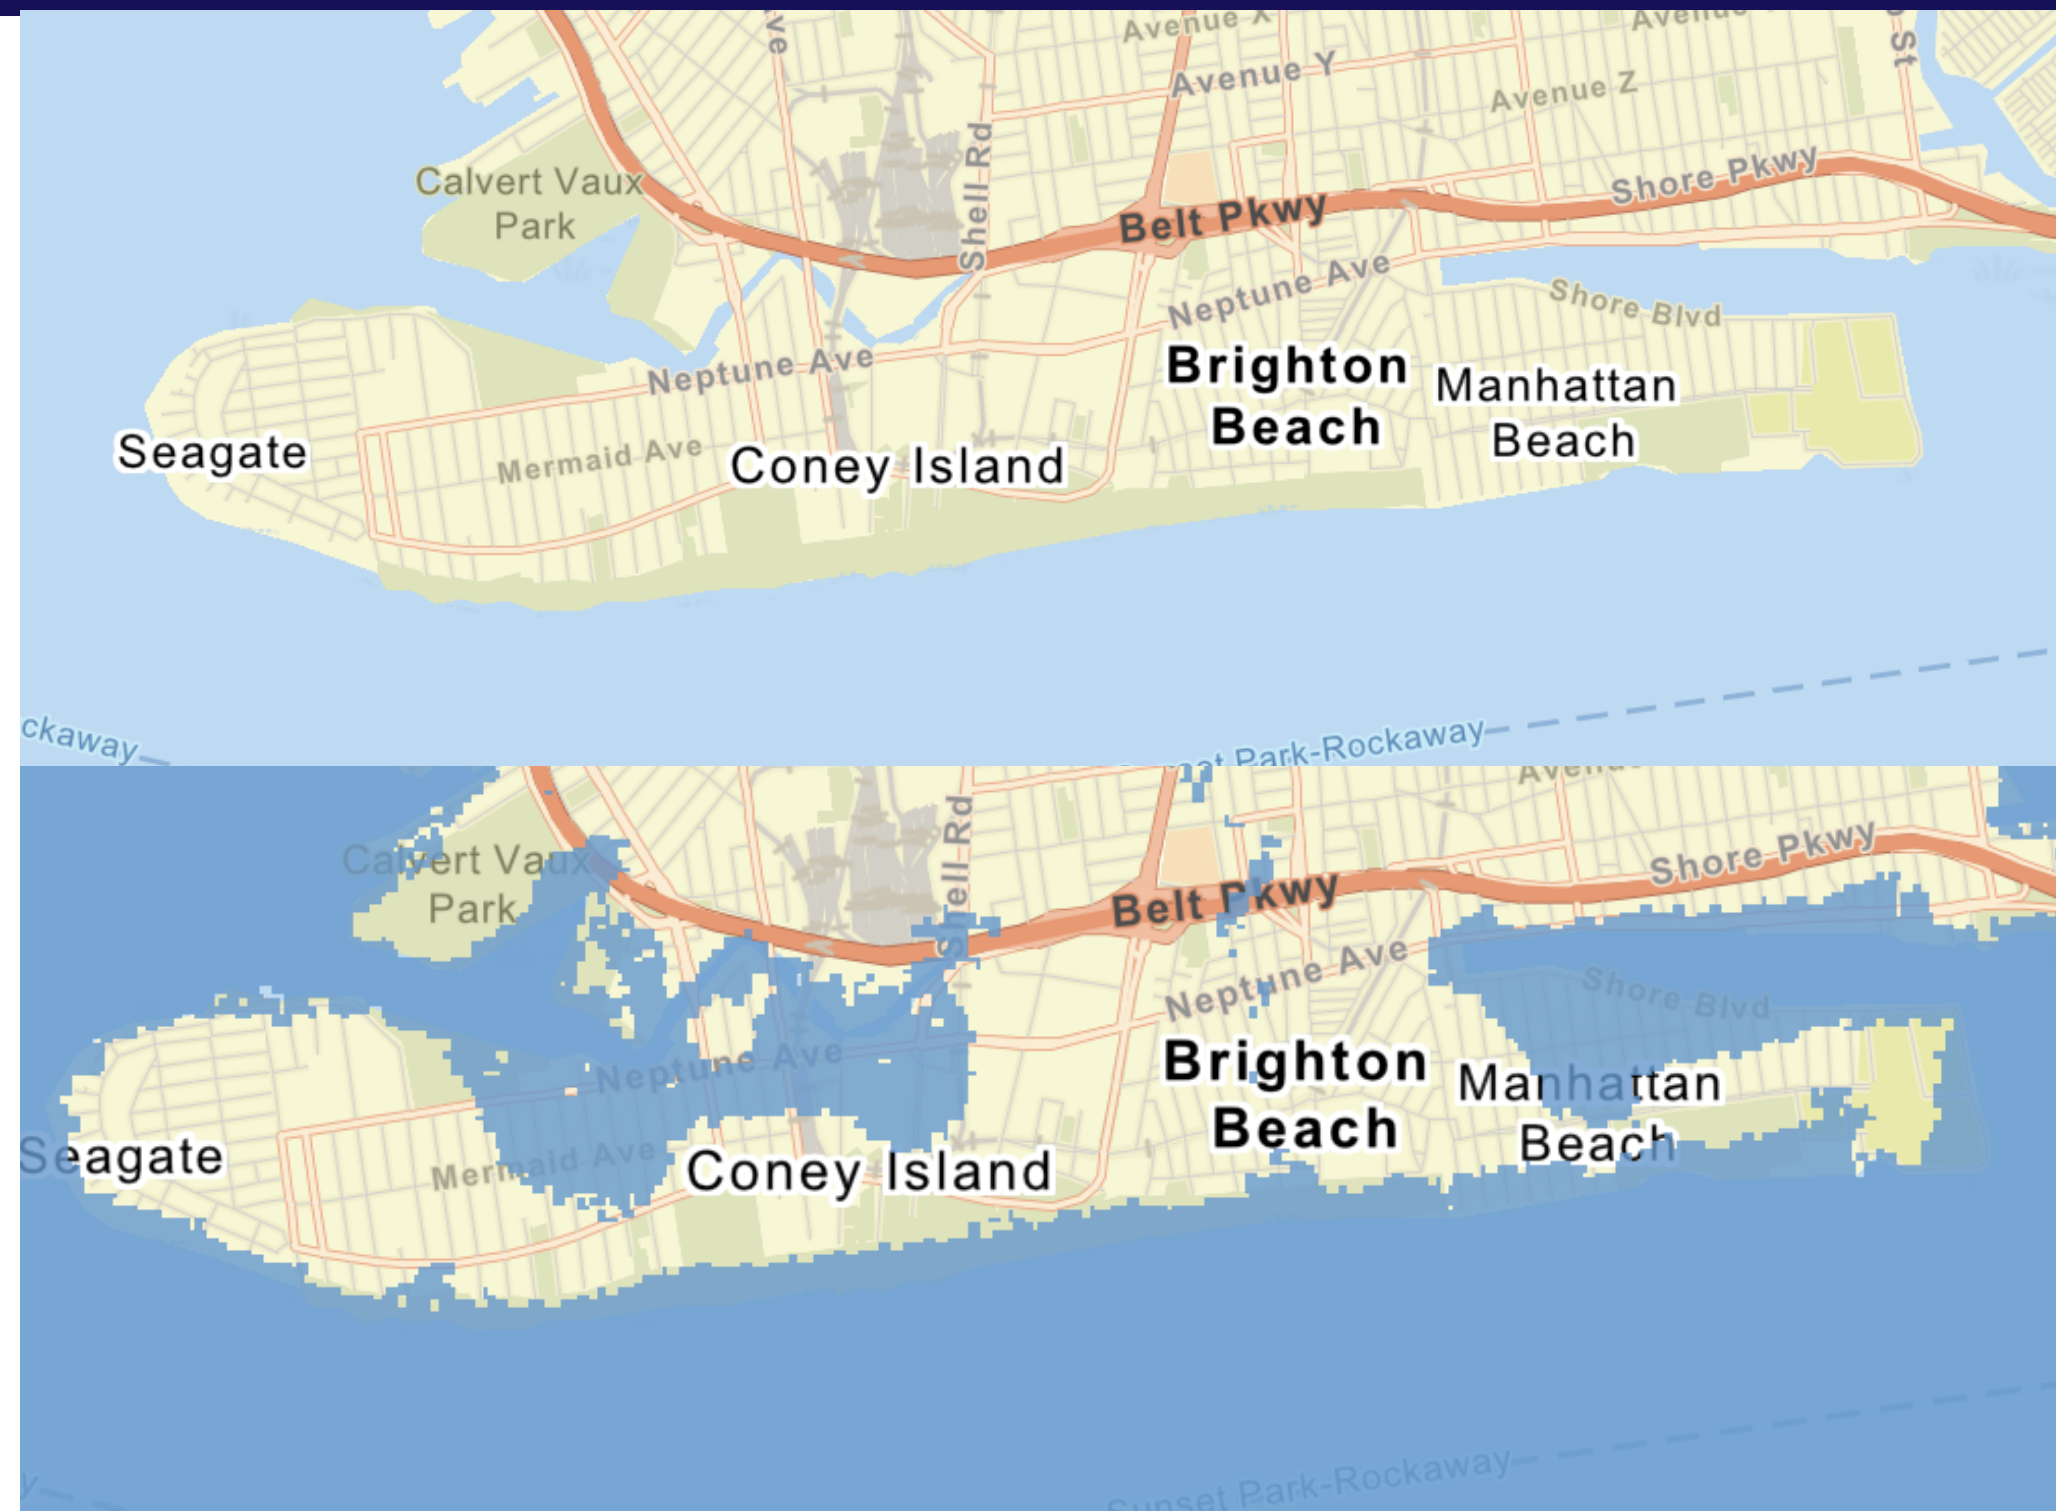 Avenue X
Avenue
St
Ave
Avenue Y
Avenue Z
Shell Rd
Calvert Vaux
Park
Shore Pkwy
Belt Pkwy
Neptune Ave
Shore Blvd
Neptune Ave
Brighton
Beach
Manhattan
Beach
Seagate
Mermaid Ave
Coney Island
ckaway
Park-Rockaway
Shell Rd
Calvert Vaux
Park
Shore Pkwy
Belt Pkwy
Neptune Ave
Shore Blvd
Neptune Ave
Brighton
Beach
Manhattan
Beach
Seagate
Mermaid Ave
Coney Island
Sunset Park-Rockaway
y